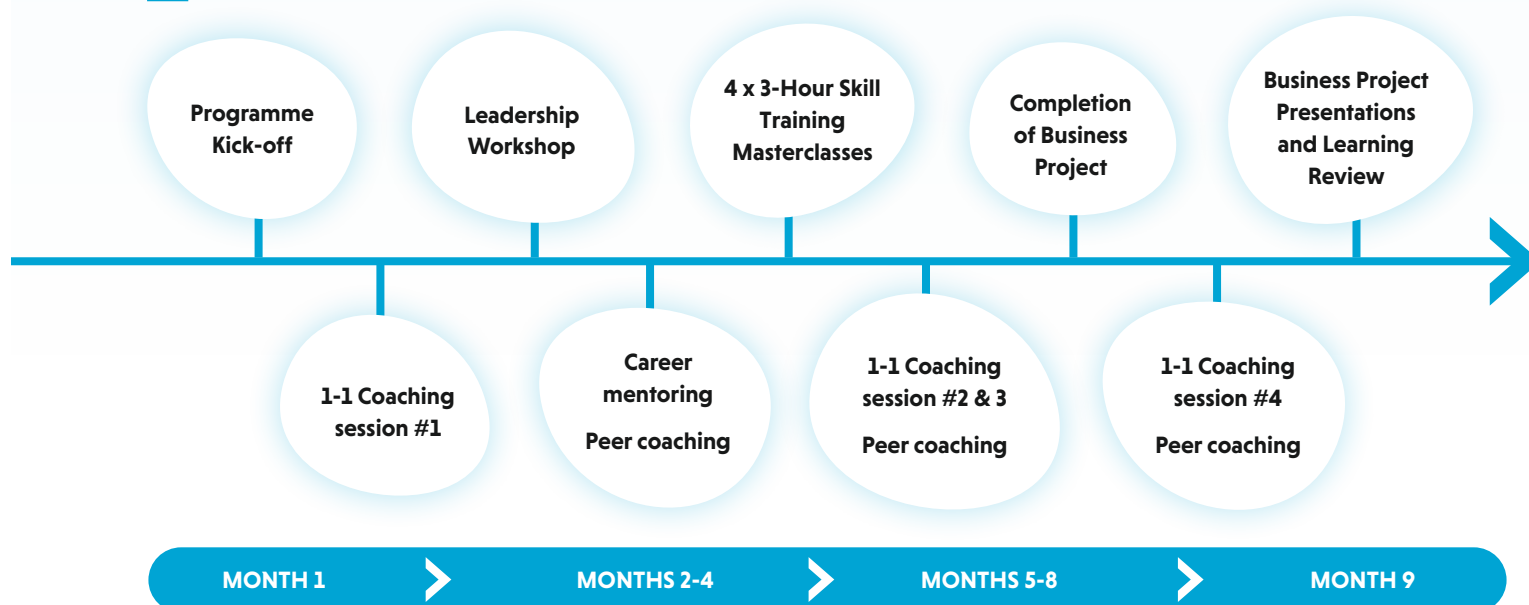 Programme
Kick-off
Leadership
Workshop
4 x 3-Hour Skill
Training
Masterclasses
Completion
of Business
Project
Business Project
Presentations
and Learning
Review
1-1 Coaching
session #1
Career
mentoring
Peer coaching
1-1 Coaching
session #2 & 3
Peer coaching
1-1 Coaching
session #4
Peer coaching
MONTH 1
MONTHS 2-4
MONTHS 5-8
MONTH 9